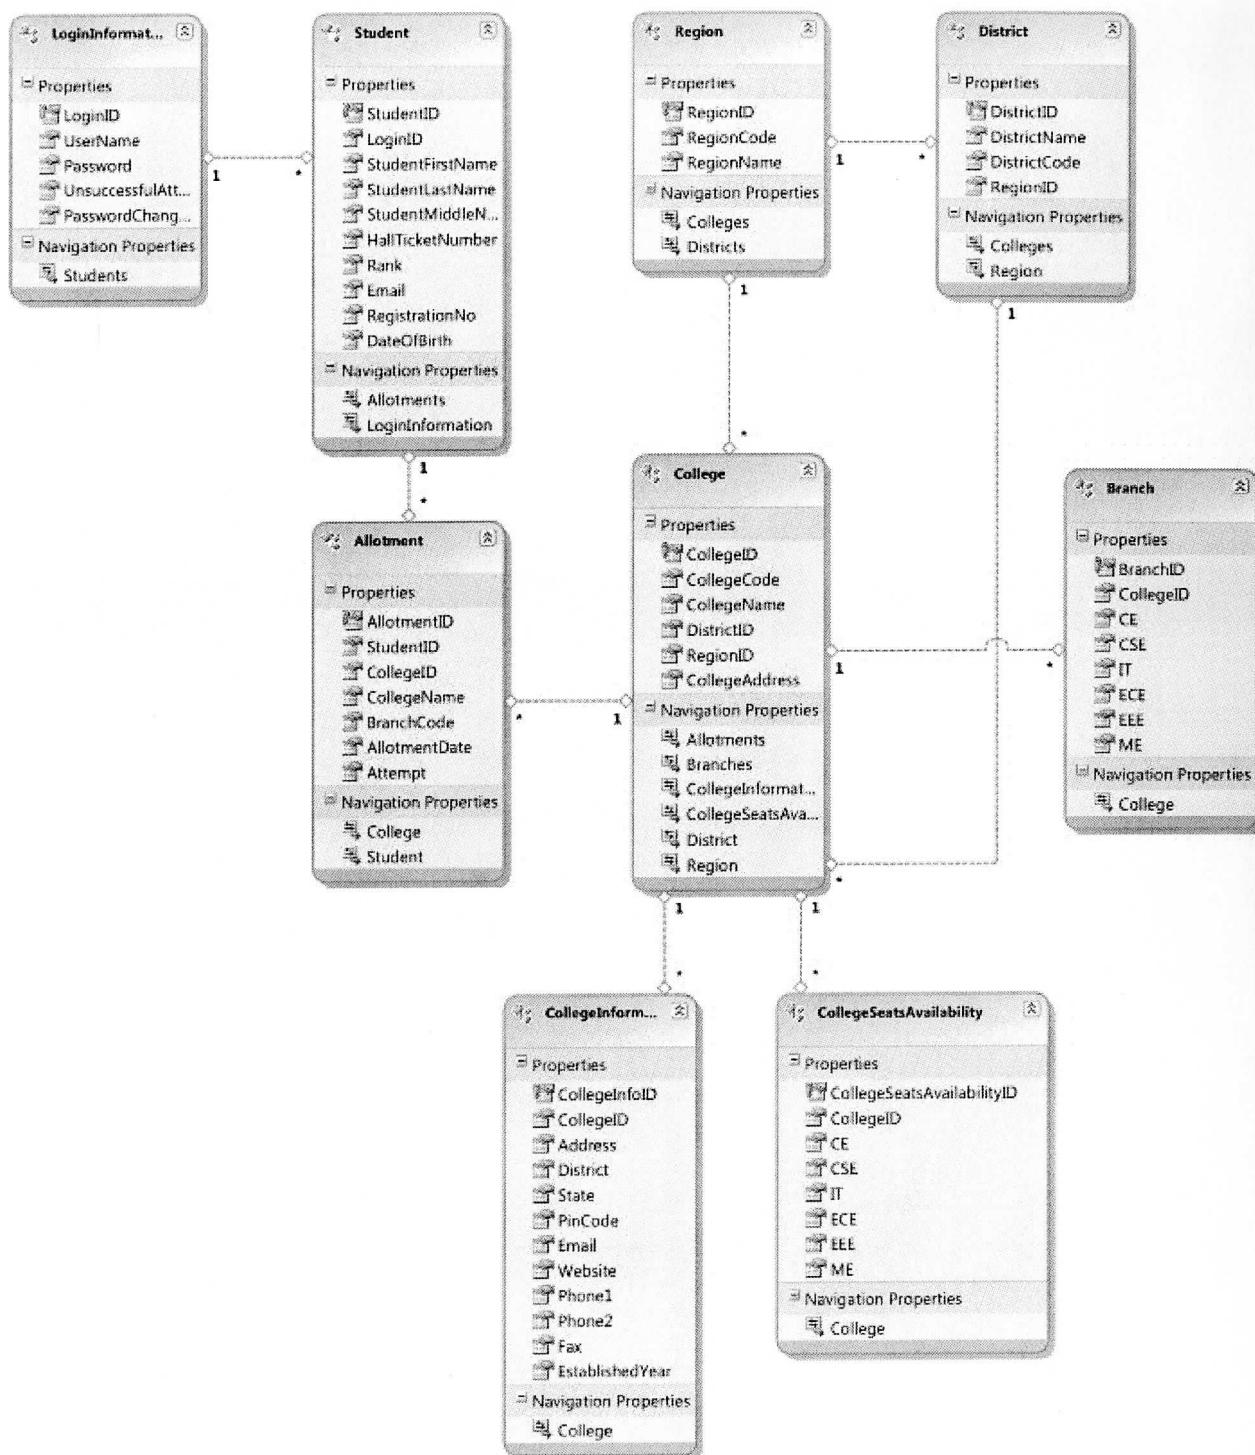 LoginInformat...
Properties
LoginID
UserName
Password
UnsuccessfulAtt...
PasswordChang...
Navigation Properties
Students
1
*
Student
Properties
StudentID
LoginID
StudentFirstName
StudentLastName
StudentMiddleN...
HallTicketNumber
Rank
Email
RegistrationNo
DateOfBirth
Navigation Properties
Allotments
LoginInformation
1
*
Region
Properties
RegionID
RegionCode
RegionName
Navigation Properties
Colleges
Districts
1
*
1
*
District
Properties
DistrictID
DistrictName
DistrictCode
RegionID
Navigation Properties
Colleges
Region
1
*
Allotment
Properties
AllotmentID
StudentID
CollegeID
CollegeName
BranchCode
AllotmentDate
Attempt
Navigation Properties
College
Student
*
1
College
Properties
CollegeID
CollegeCode
CollegeName
DistrictID
RegionID
CollegeAddress
Navigation Properties
Allotments
Branches
CollegeInformat...
CollegeSeatsAva...
District
Region
1
*
Branch
Properties
BranchID
CollegeID
CE
CSE
IT
ECE
EEE
ME
Navigation Properties
College
1
*
1
*
CollegeInform...
Properties
CollegeInfoID
CollegeID
Address
District
State
PinCode
Email
Website
Phone1
Phone2
Fax
EstablishedYear
Navigation Properties
College
CollegeSeatsAvailability
Properties
CollegeSeatsAvailabilityID
CollegeID
CE
CSE
IT
ECE
EEE
ME
Navigation Properties
College